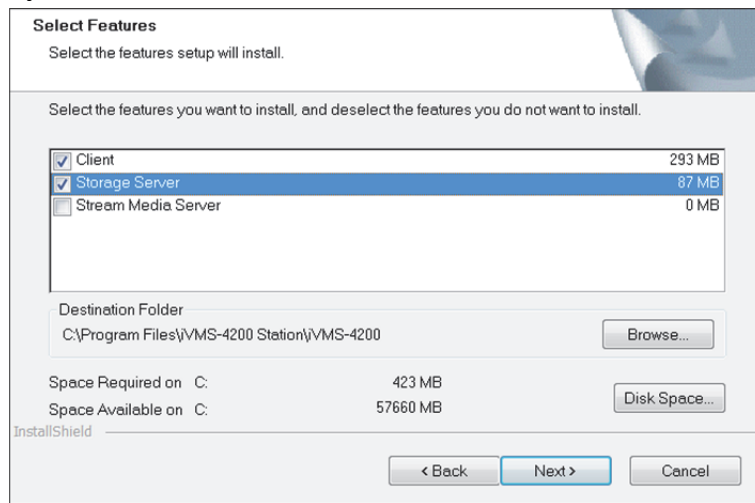 Select Features
Select the features setup will install.
Select the features you want to install, and deselect the features you do not want to install.
Client 293 MB
Storage Server 87 MB
Stream Media Server 0 MB
Destination Folder
C:\Program Files\iVMS-4200 Station\iVMS-4200
Browse...
Space Required on C: 423 MB
Space Available on C: 57660 MB
Disk Space...
InstallShield
< Back Next > Cancel